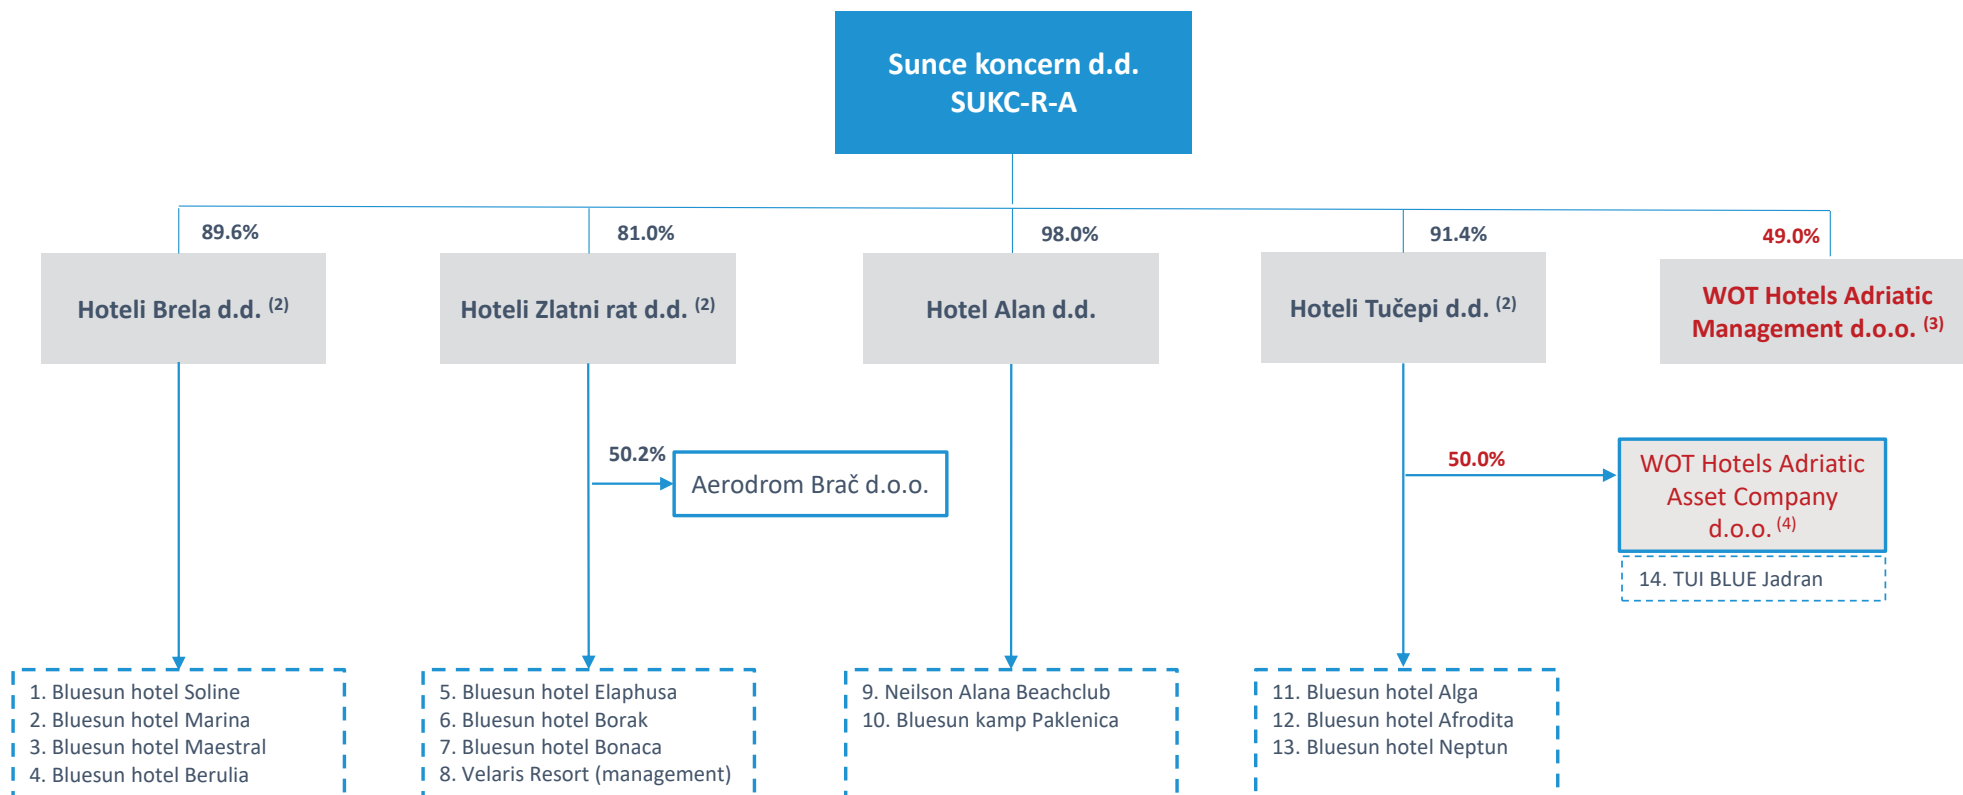 Sunce koncern d.d.
SUKC-R-A
89.6%
81.0%
98.0%
91.4%
49.0%
Hoteli Brela d.d. (2)
Hoteli Zlatni rat d.d. (2)
Hotel Alan d.d.
Hoteli Tučepi d.d. (2)
WOT Hotels Adriatic
Management d.o.o. (3)
50.2%
Aerodrom Brač d.o.o.
50.0%
WOT Hotels Adriatic
Asset Company
d.o.o. (4)
14. TUI BLUE Jadran
1. Bluesun hotel Soline
2. Bluesun hotel Marina
3. Bluesun hotel Maestral
4. Bluesun hotel Berulia
5. Bluesun hotel Elaphusa
6. Bluesun hotel Borak
7. Bluesun hotel Bonaca
8. Velaris Resort (management)
9. Neilson Alana Beachclub
10. Bluesun kamp Paklenica
11. Bluesun hotel Alga
12. Bluesun hotel Afrodita
13. Bluesun hotel Neptun